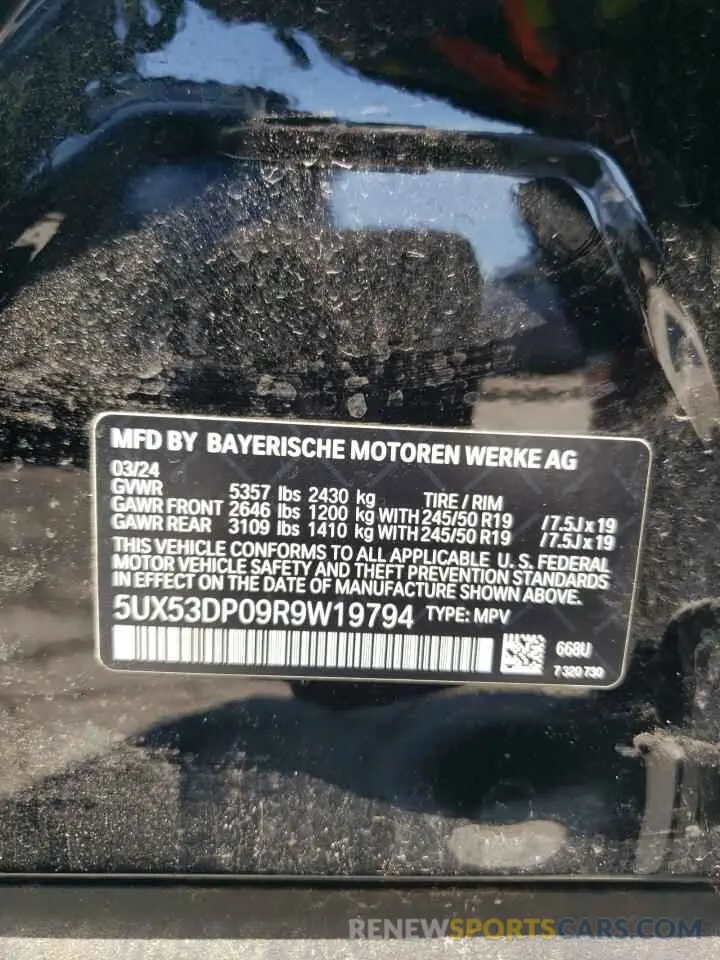 MFD BY BAYERISCHE MOTOREN WERKE AG
03/24
GVWR 5357 lbs 2430 kg TIRE / RIM
GAWR FRONT 2646 lbs 1200 kg WITH 245/50 R19 /7.5J x 19
GAWR REAR 3109 lbs 1410 kg WITH 245/50 R19 /7.5J x 19
THIS VEHICLE CONFORMS TO ALL APPLICABLE U. S. FEDERAL
MOTOR VEHICLE SAFETY AND THEFT PREVENTION STANDARDS
IN EFFECT ON THE DATE OF MANUFACTURE SHOWN ABOVE.
5UX53DP09R9W19794 TYPE: MPV
668U
7 320 730
RENEWSPORTSCARS.COM